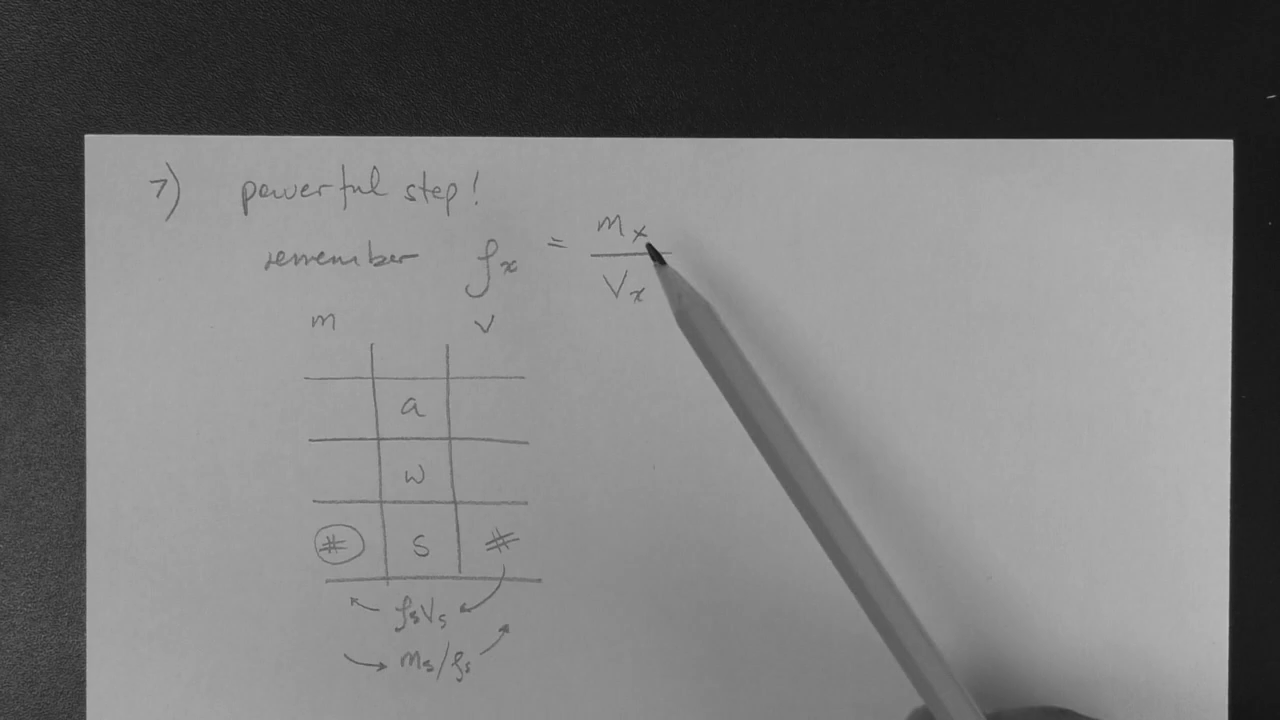 7) powerful step!
remember ρx = mx / Vx
m V
a
w
# s #
ρsVs
ms/ρs